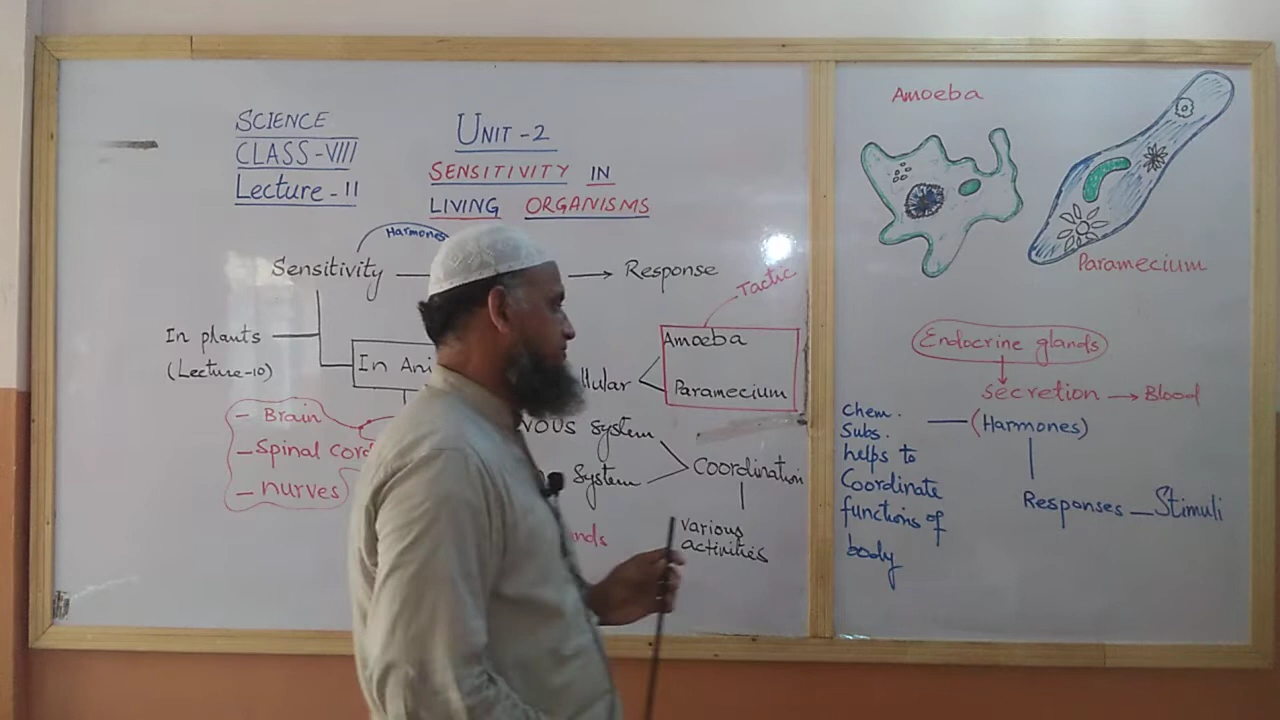 SCIENCE
CLASS-VIII
Lecture-11
UNIT-2
SENSITIVITY IN
LIVING ORGANISMS
Harmones
Sensitivity
Response
Tactic
In plants
(Lecture-10)
In Ani
llular
Amoeba
Paramecium
- Brain
- Spinal cord
- nurves
vous system
System
Coordination
various
activities
nds
Amoeba
Paramecium
Endocrine glands
secretion → Blood
(Harmones)
Chem.
Subs.
helps to
Coordinate
functions of
body
Responses - Stimuli